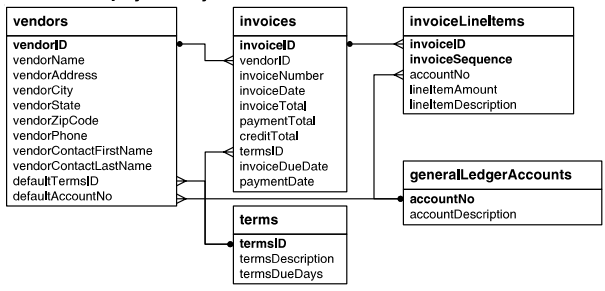 vendors
vendorID
vendorName
vendorAddress
vendorCity
vendorState
vendorZipCode
vendorPhone
vendorContactFirstName
vendorContactLastName
defaultTermsID
defaultAccountNo
invoices
invoiceID
vendorID
invoiceNumber
invoiceDate
invoiceTotal
paymentTotal
creditTotal
termsID
invoiceDueDate
paymentDate
terms
termsID
termsDescription
termsDueDays
invoiceLineItems
invoiceID
invoiceSequence
accountNo
lineItemAmount
lineItemDescription
generalLedgerAccounts
accountNo
accountDescription